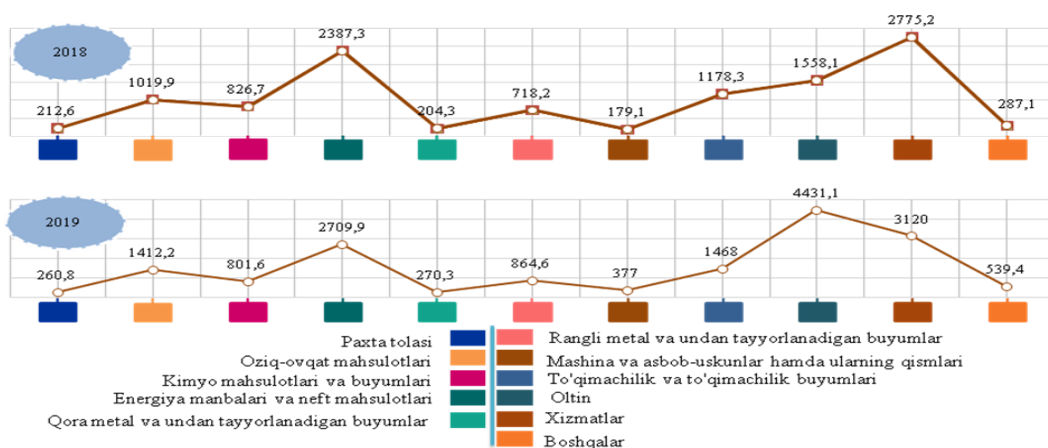 2018
212,6
1019,9
826,7
2387,3
204,3
718,2
179,1
1178,3
1558,1
2775,2
287,1
2019
260,8
1412,2
801,6
2709,9
270,3
864,6
377
1468
4431,1
3120
539,4
Paxta tolasi
Oziq-ovqat mahsulotlari
Kimyo mahsulotlari va buyumlari
Energiya manbalari va neft mahsulotlari
Qora metal va undan tayyorlanadigan buyumlar
Rangli metal va undan tayyorlanadigan buyumlar
Mashina va asbob-uskunlar hamda ularning qismlari
To'qimachilik va to'qimachilik buyumlari
Oltin
Xizmatlar
Boshqalar